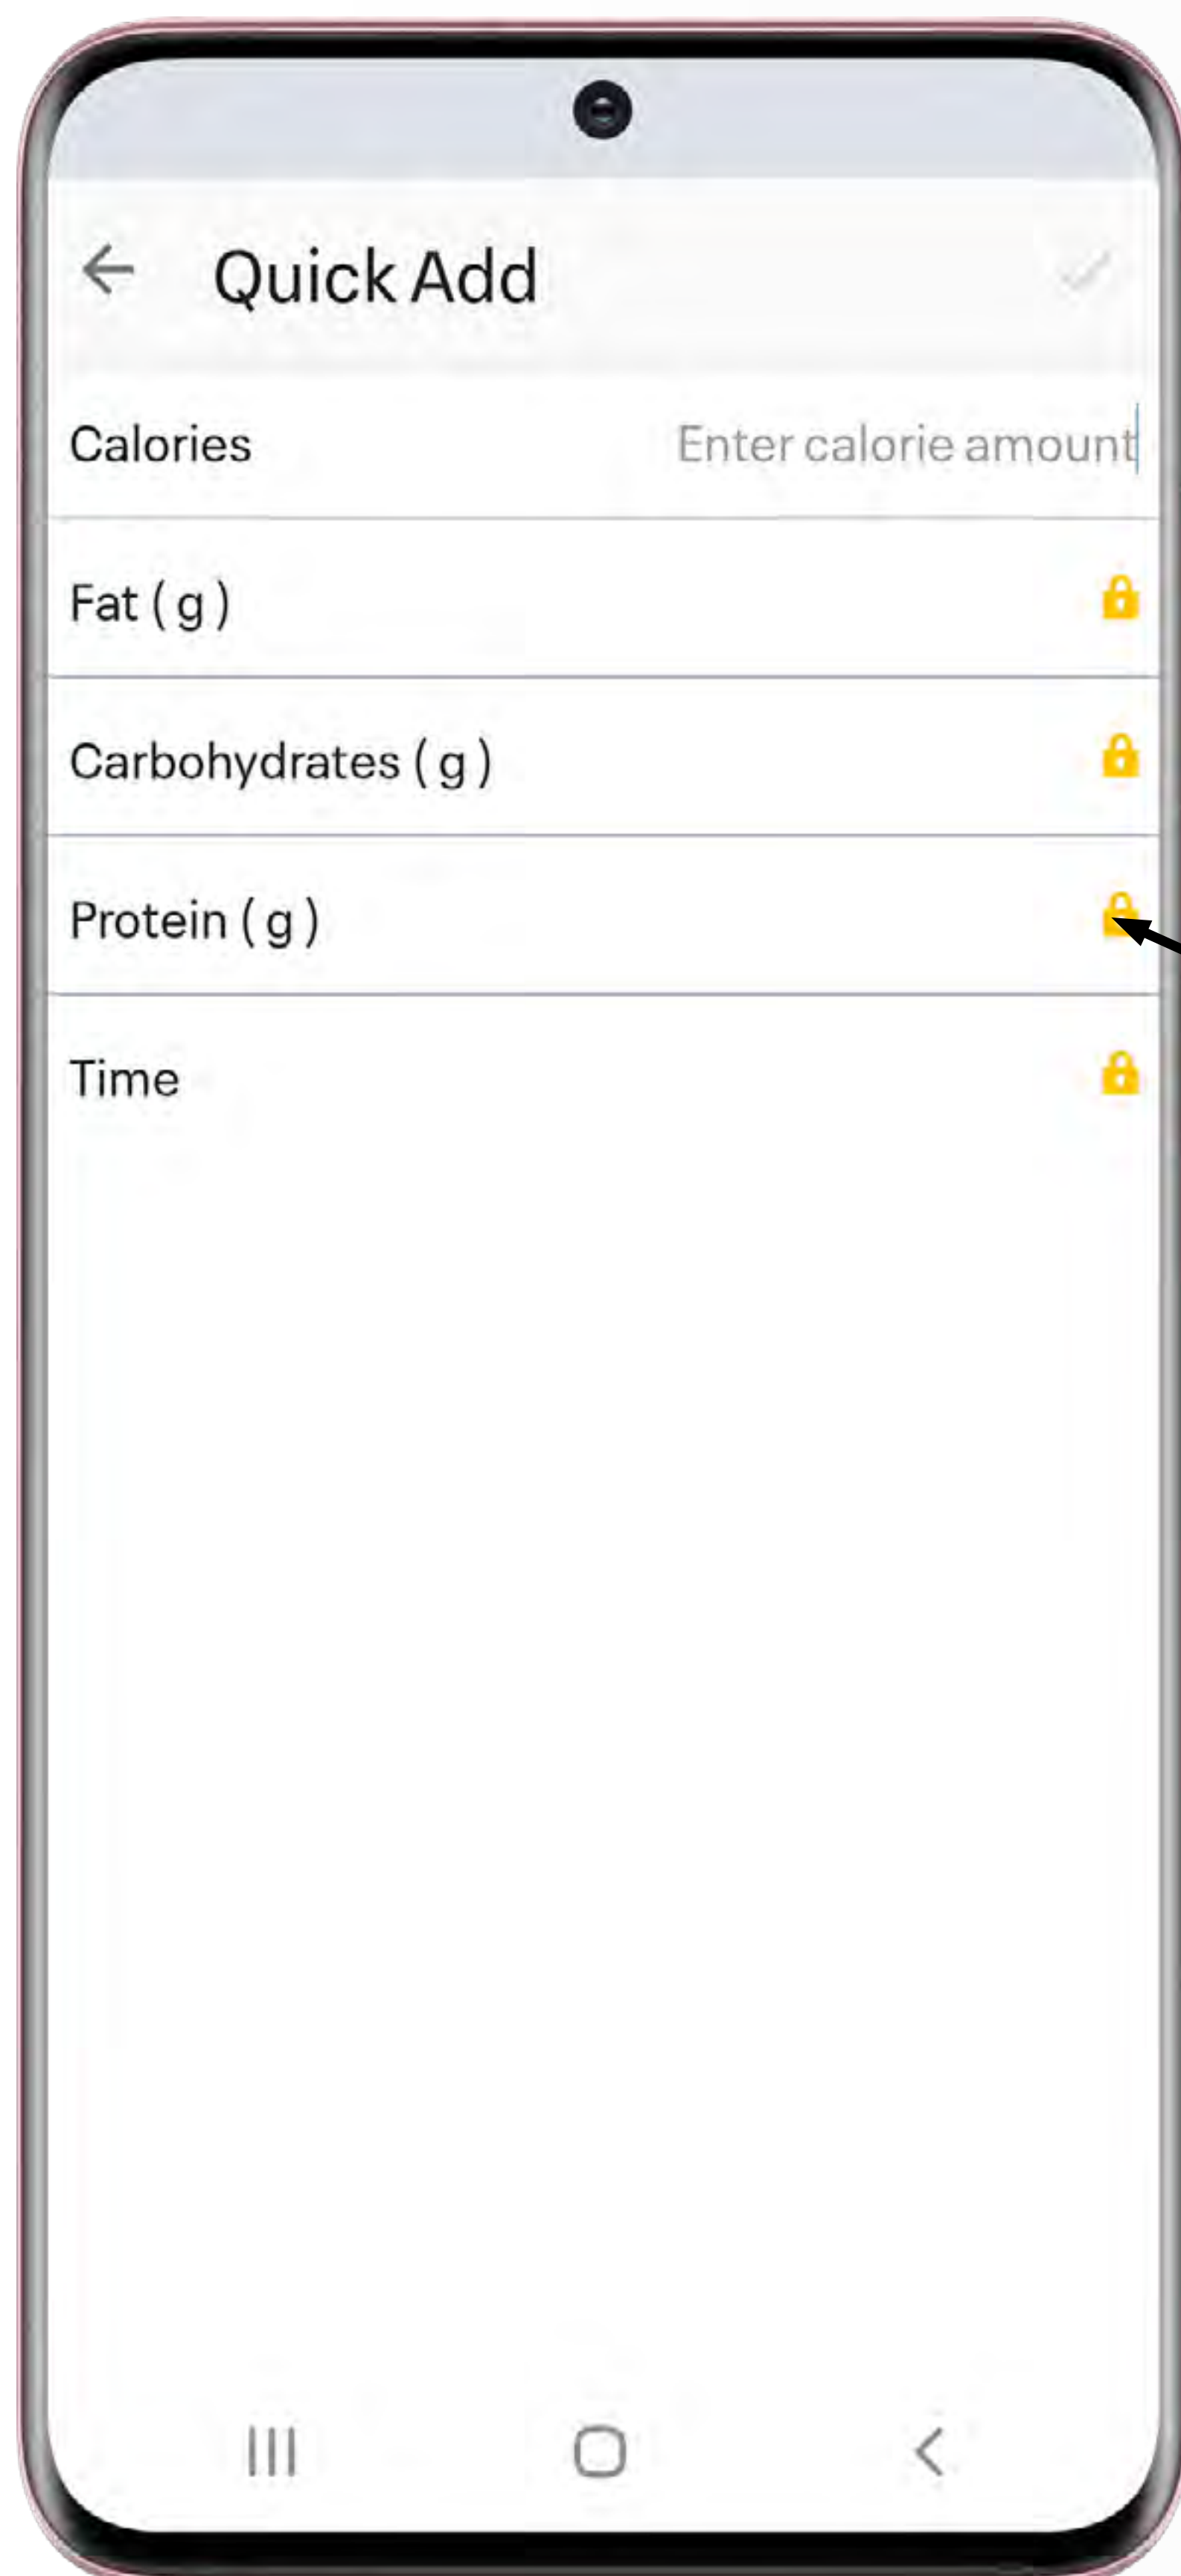 Quick Add
Calories Enter calorie amount
Fat ( g )
Carbohydrates ( g )
Protein ( g )
Time